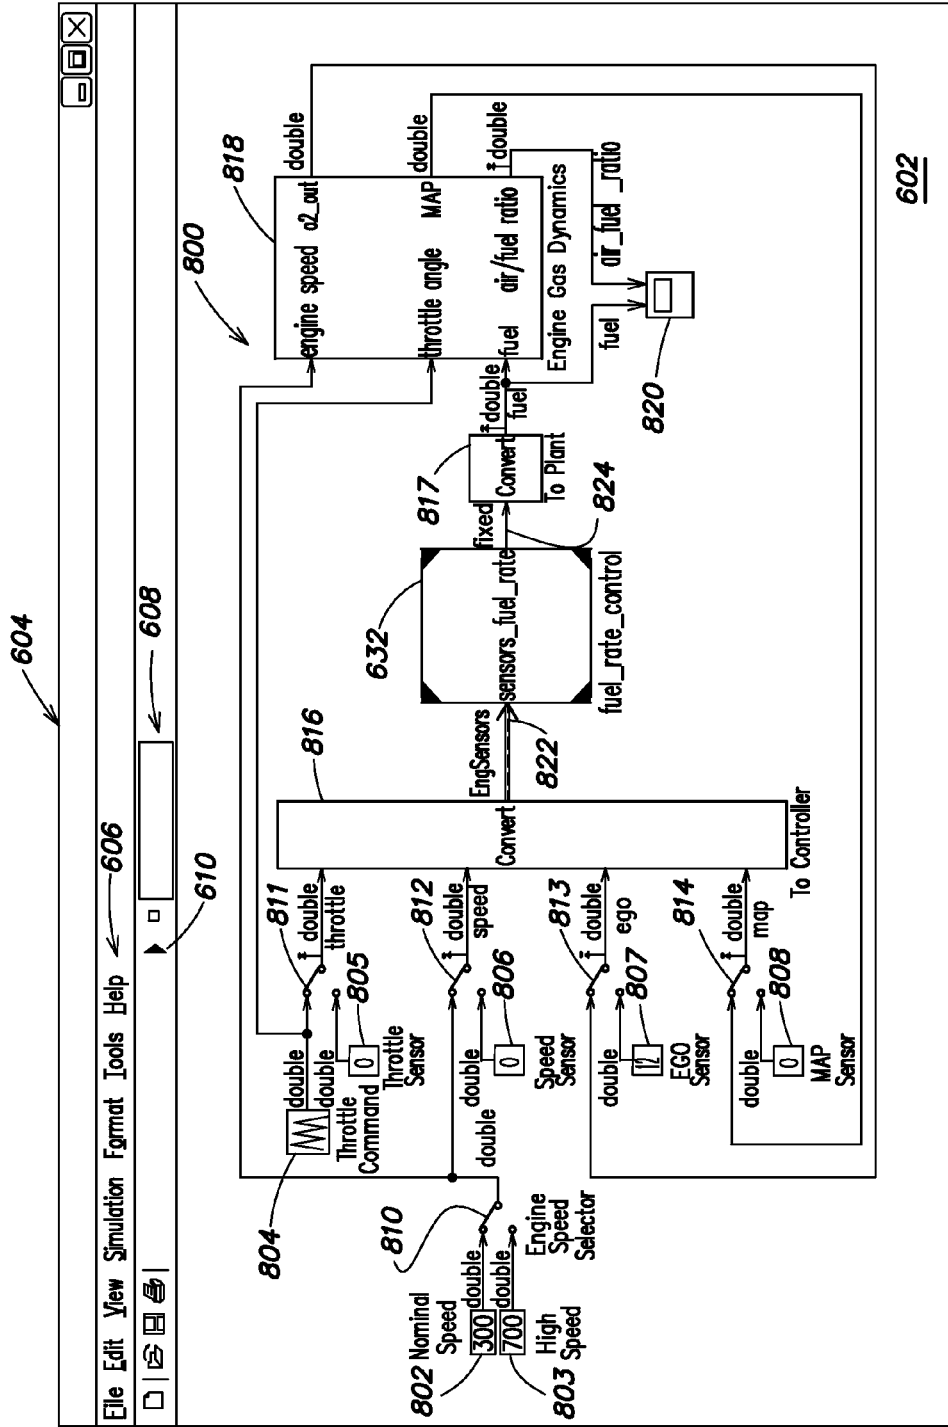 604
File Edit View Simulation Format Tools Help
606
610
608
800
818
engine speed o2_out
throttle angle MAP
fuel air/fuel ratio
Engine Gas Dynamics
double
double
double
air_fuel_ratio
fuel
820
804
Throttle
Command
double
double
0
805
Throttle
Sensor
811
double
throttle
816
Convert
To Controller
EngSensors
822
632
sensors_fuel_rate
fuel_rate_control
fixed
824
817
Convert
To Plant
double
fuel
802
Nominal
Speed
300
double
700
double
803
High
Speed
810
Engine
Speed
Selector
double
double
0
806
Speed
Sensor
812
double
speed
double
12
807
EGO
Sensor
813
double
ego
double
0
808
MAP
Sensor
814
double
map
602